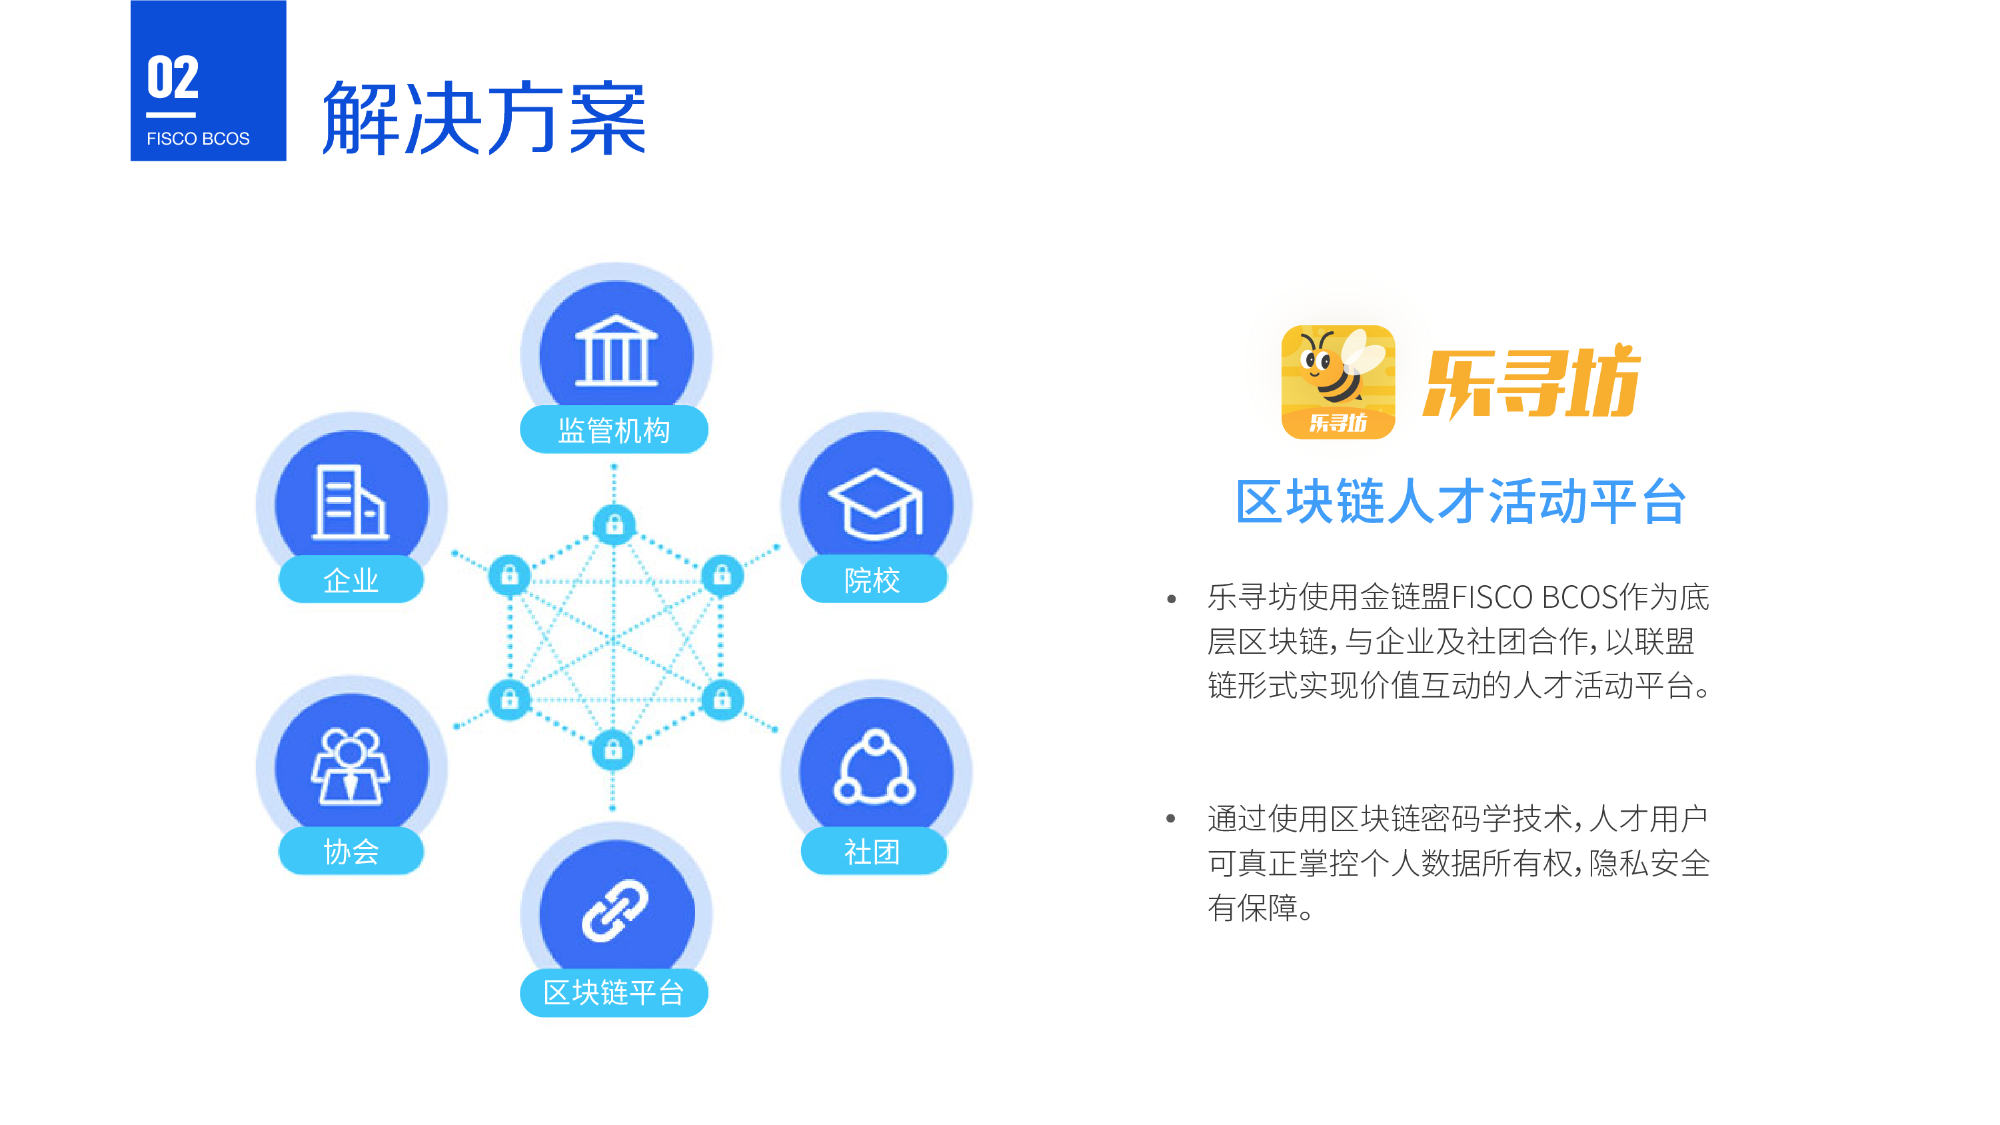 02
FISCO BCOS
解决方案
监管机构
企业
院校
协会
社团
区块链平台
乐寻坊
乐寻坊
区块链人才活动平台
• 乐寻坊使用金链盟FISCO BCOS作为底
层区块链，与企业及社团合作，以联盟
链形式实现价值互动的人才活动平台。
• 通过使用区块链密码学技术，人才用户
可真正掌控个人数据所有权，隐私安全
有保障。